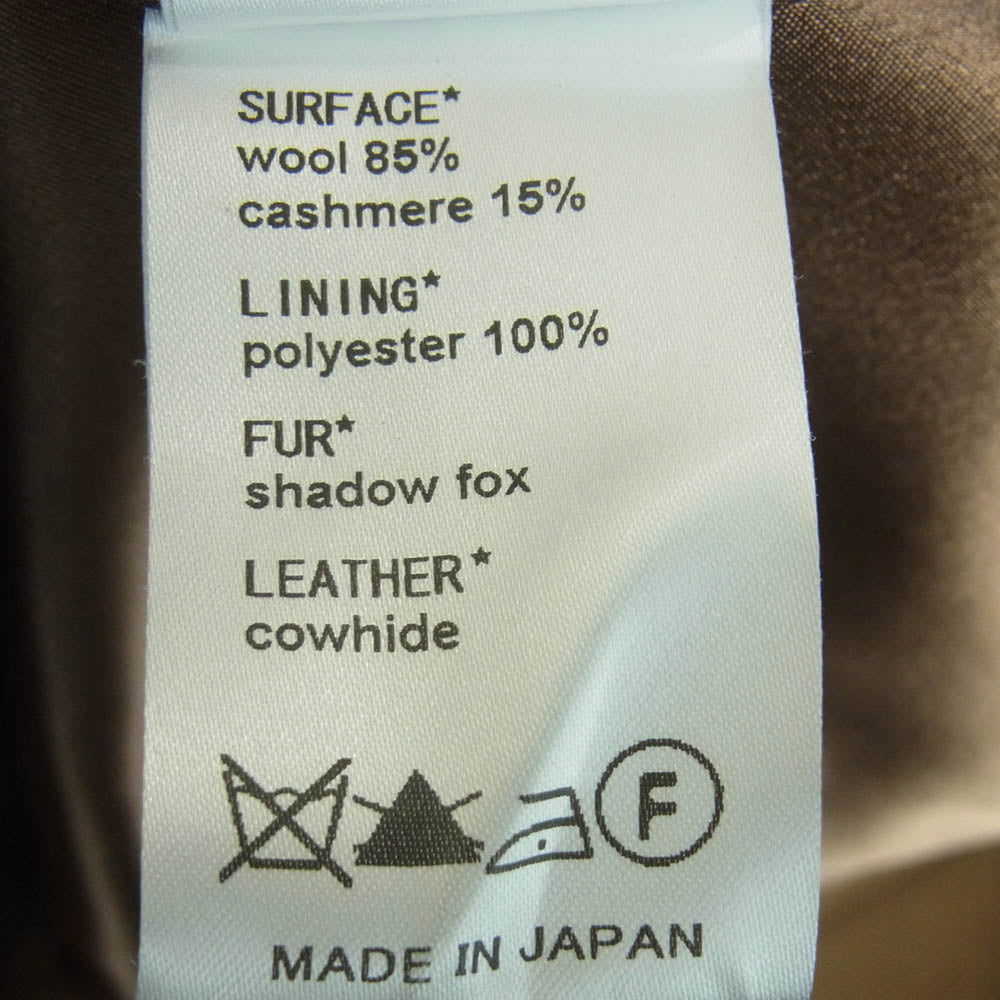 SURFACE*
wool 85%
cashmere 15%
LINING*
polyester 100%
FUR*
shadow fox
LEATHER*
cowhide
F
MADE IN JAPAN